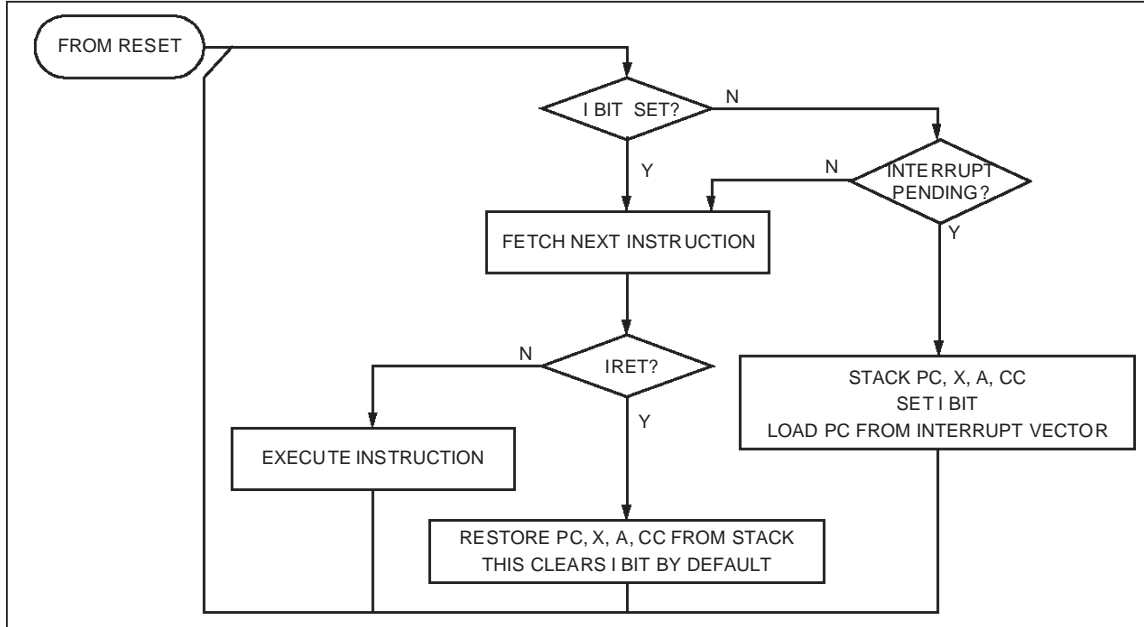 FROM RESET
I BIT SET?
N
Y
INTERRUPT
PENDING?
N
Y
FETCH NEXT INSTRUCTION
IRET?
N
Y
STACK PC, X, A, CC
SET I BIT
LOAD PC FROM INTERRUPT VECTOR
EXECUTE INSTRUCTION
RESTORE PC, X, A, CC FROM STACK
THIS CLEARS I BIT BY DEFAULT